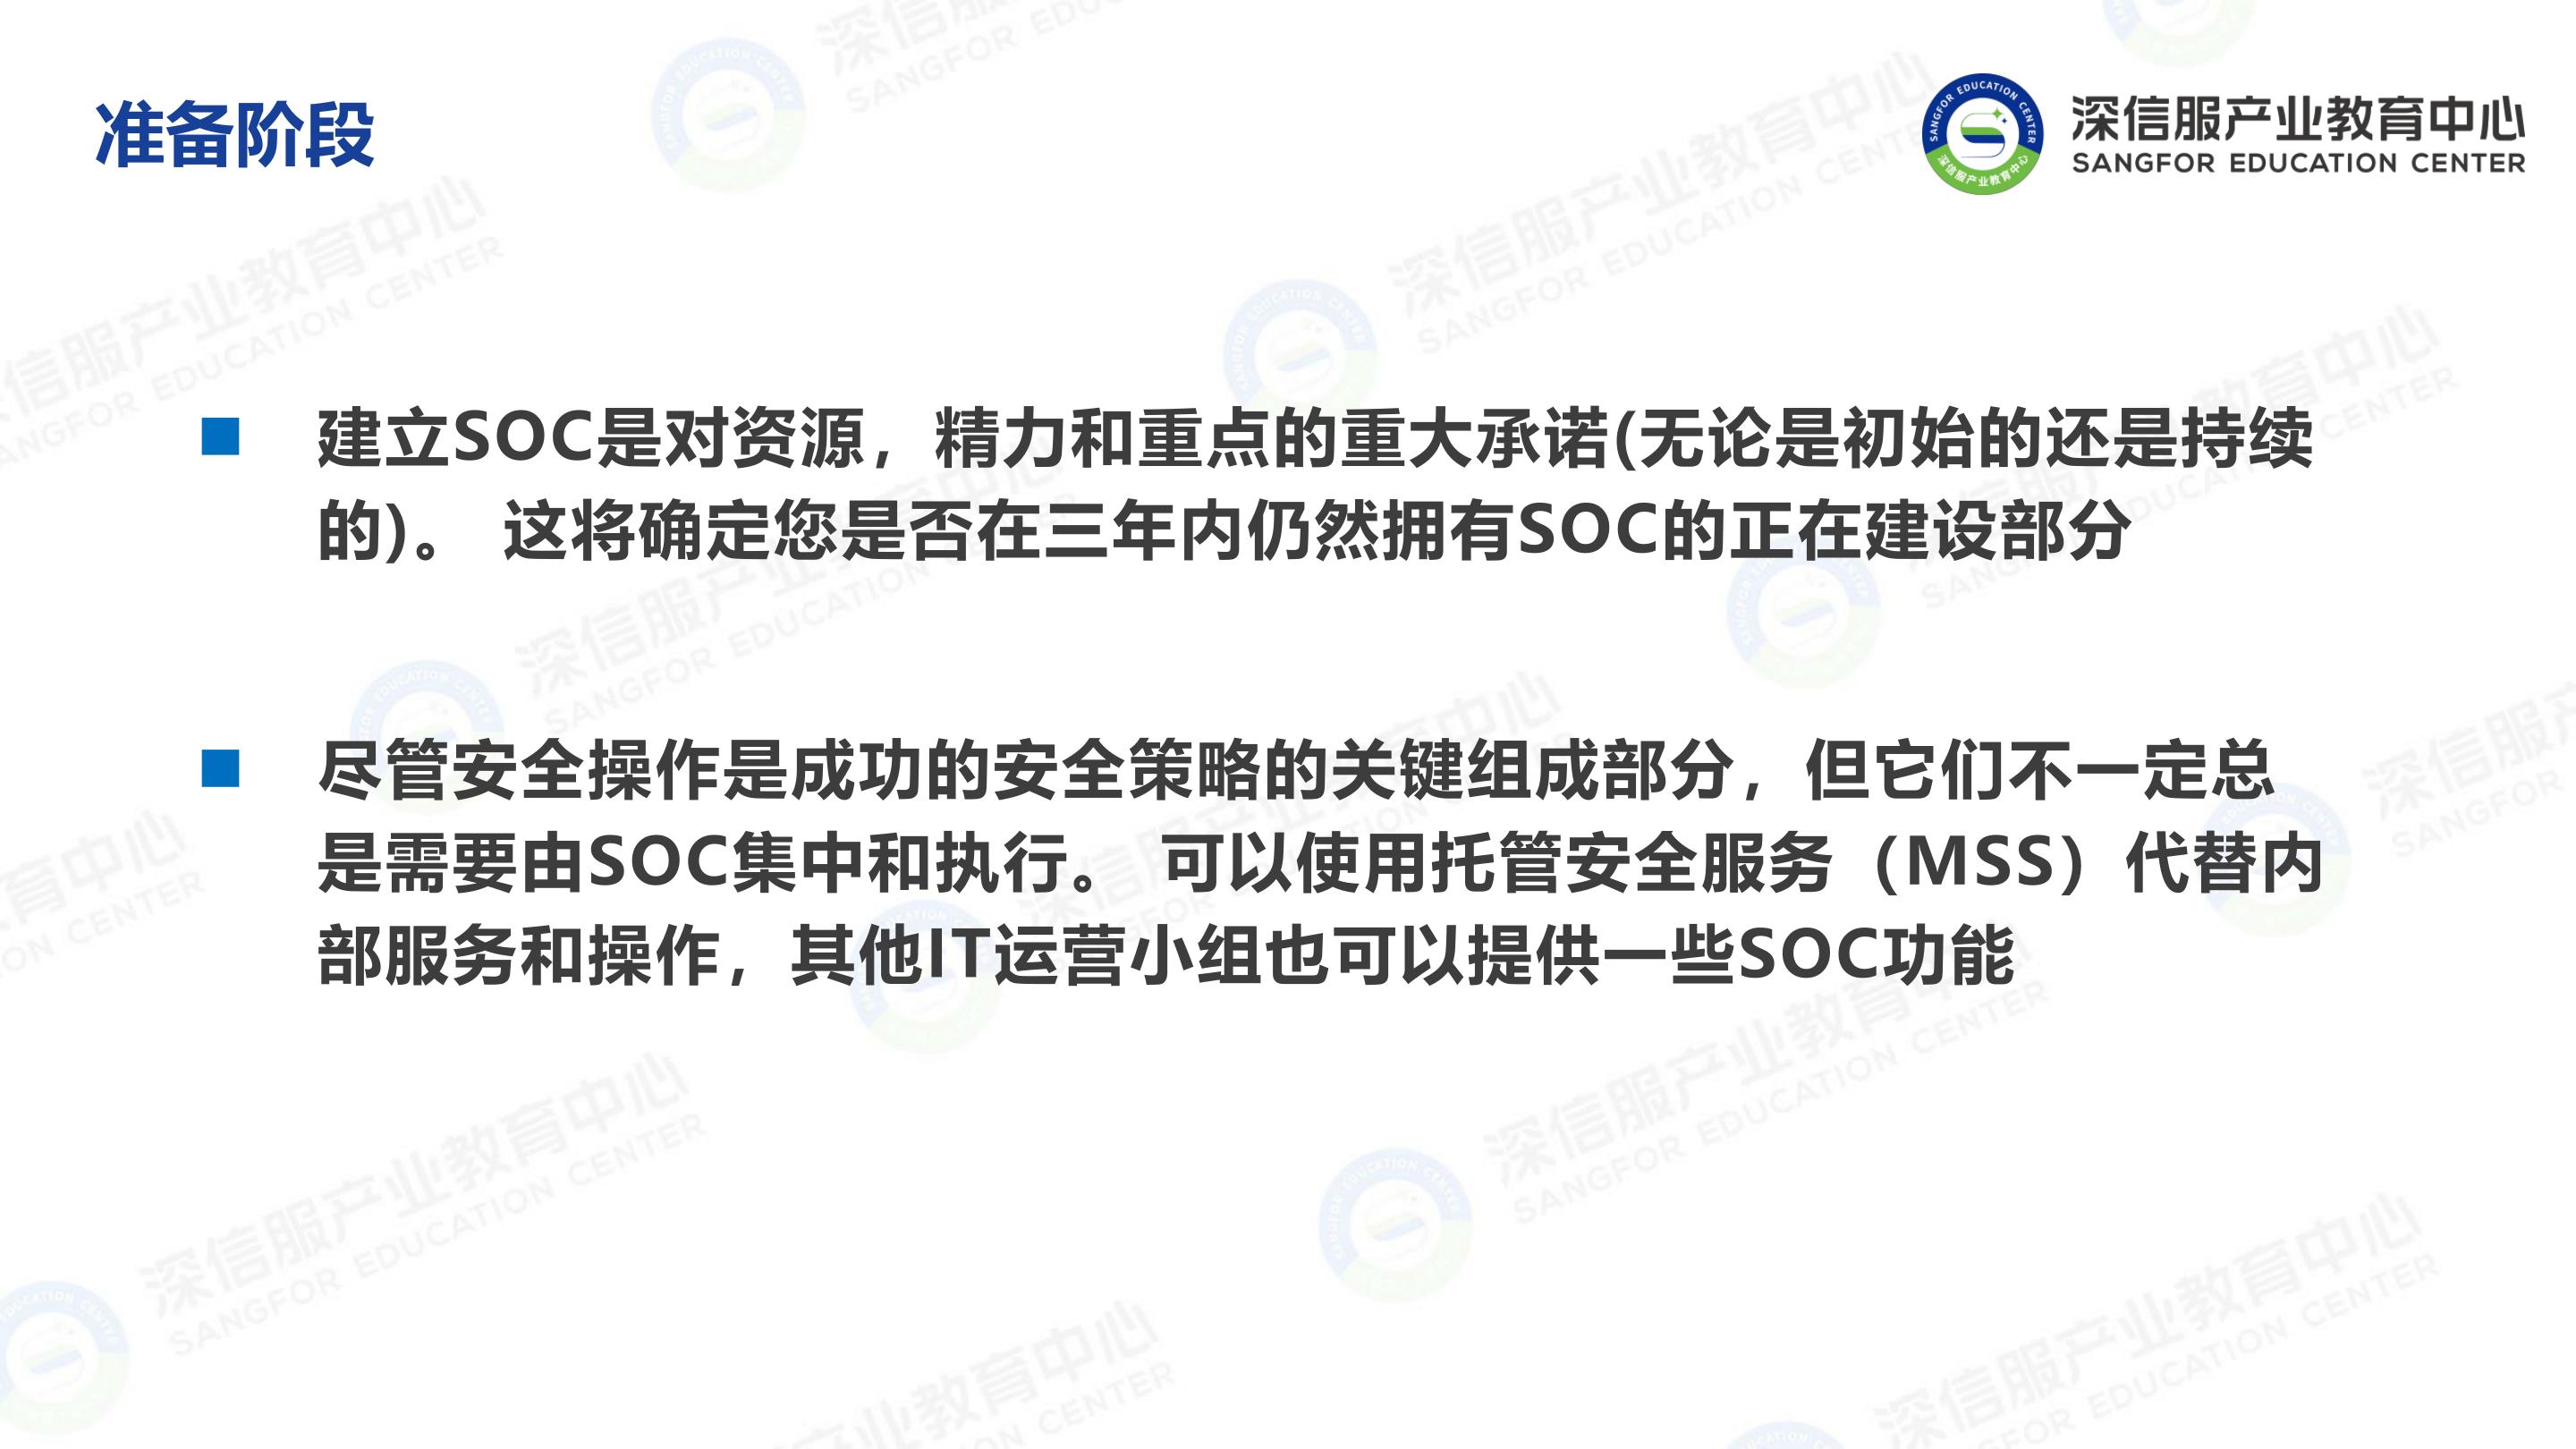 准备阶段
深信服产业教育中心
SANGFOR EDUCATION CENTER
建立SOC是对资源，精力和重点的重大承诺(无论是初始的还是持续
的)。 这将确定您是否在三年内仍然拥有SOC的正在建设部分
尽管安全操作是成功的安全策略的关键组成部分，但它们不一定总
是需要由SOC集中和执行。 可以使用托管安全服务（MSS）代替内
部服务和操作，其他IT运营小组也可以提供一些SOC功能